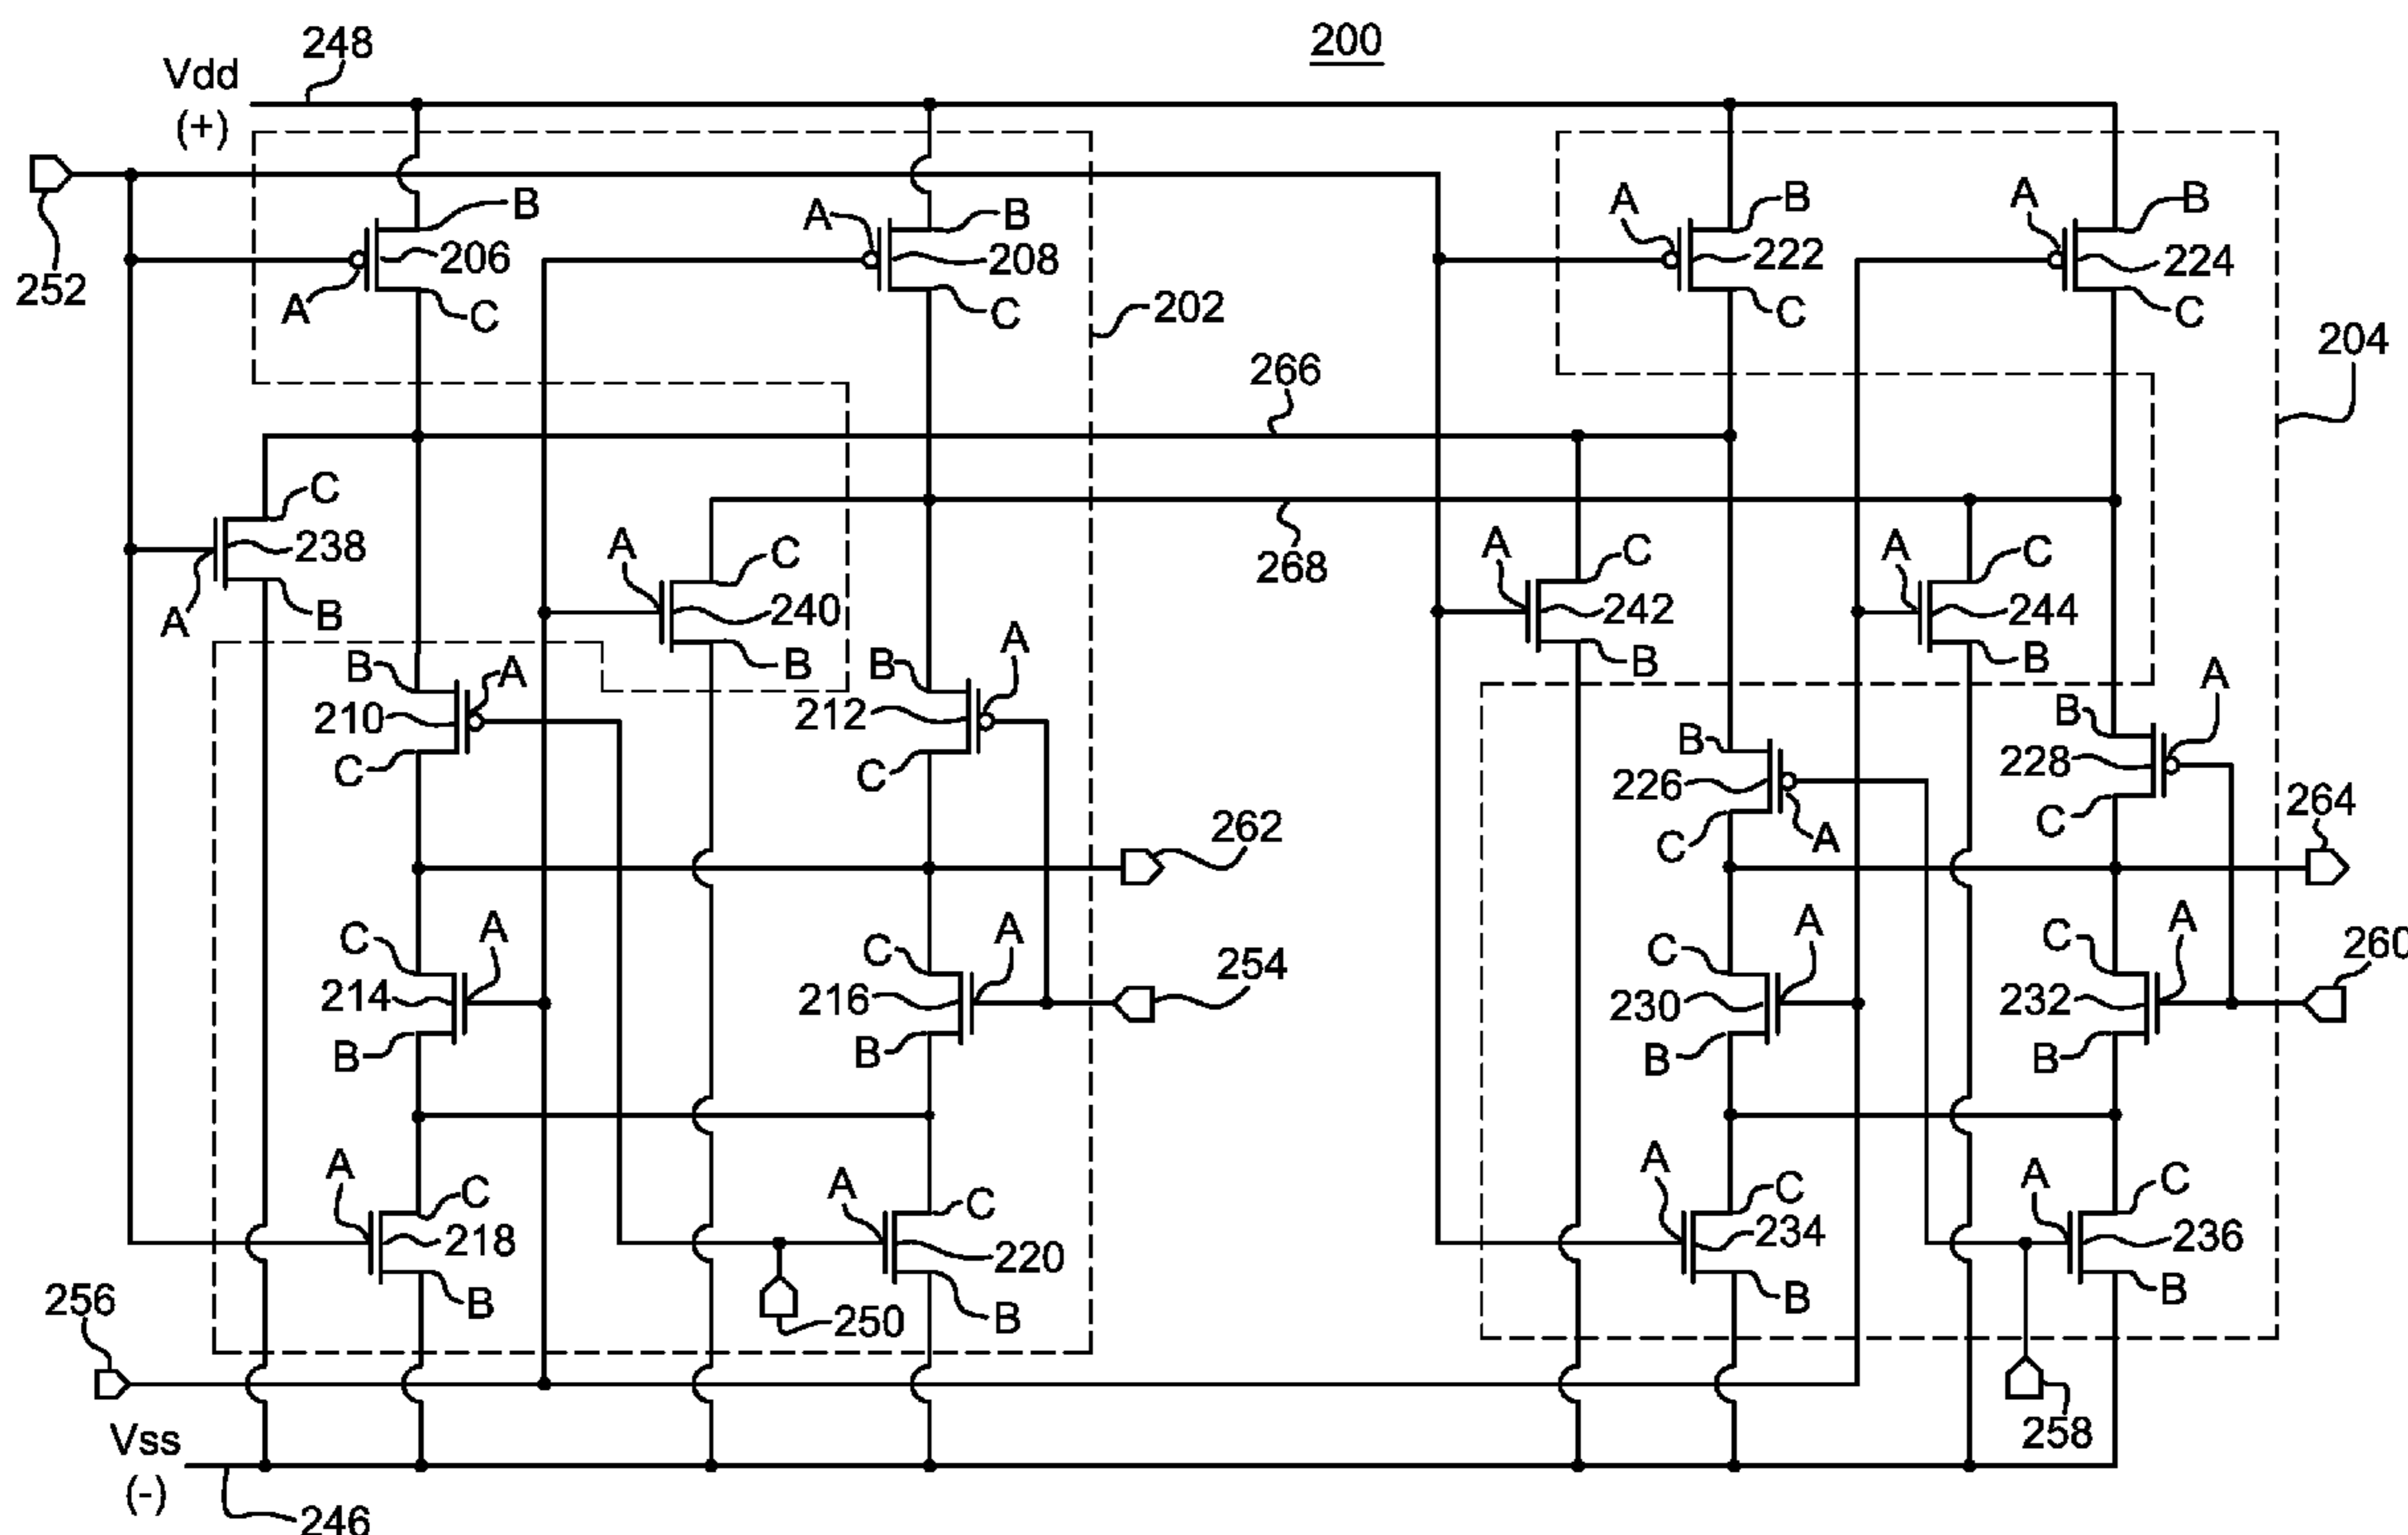 200
248
Vdd
(+)
252
A B 206 C
A B 208 C
202
A B 222 C
A B 224 C
204
266
268
C 238 A B
A C 240 B
A C 242 B
A C 244 B
B A 210 C
B A 212 C
B 226 C A
B A 228 C
262
264
C A 214 B
C A 216 B
254
C A 230 B
C A 232 B
260
A C 218 B
A C 220 B
250
A C 234 B
A C 236 B
258
256
Vss
(-)
246